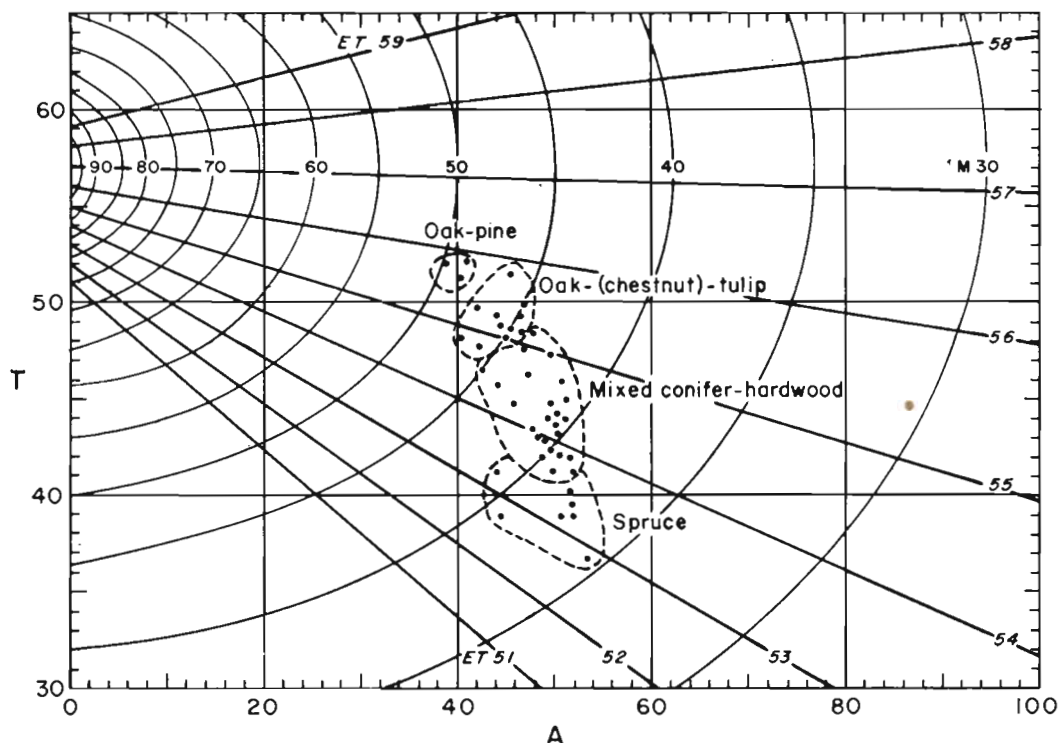 ET 59
58
60
90 80 70 60 50 40 'M 30
57
Oak-pine
Oak-(chestnut)-tulip
50
56
T
Mixed conifer-hardwood
55
40
Spruce
54
ET 51 52 53
30
0 20 40 60 80 100
A